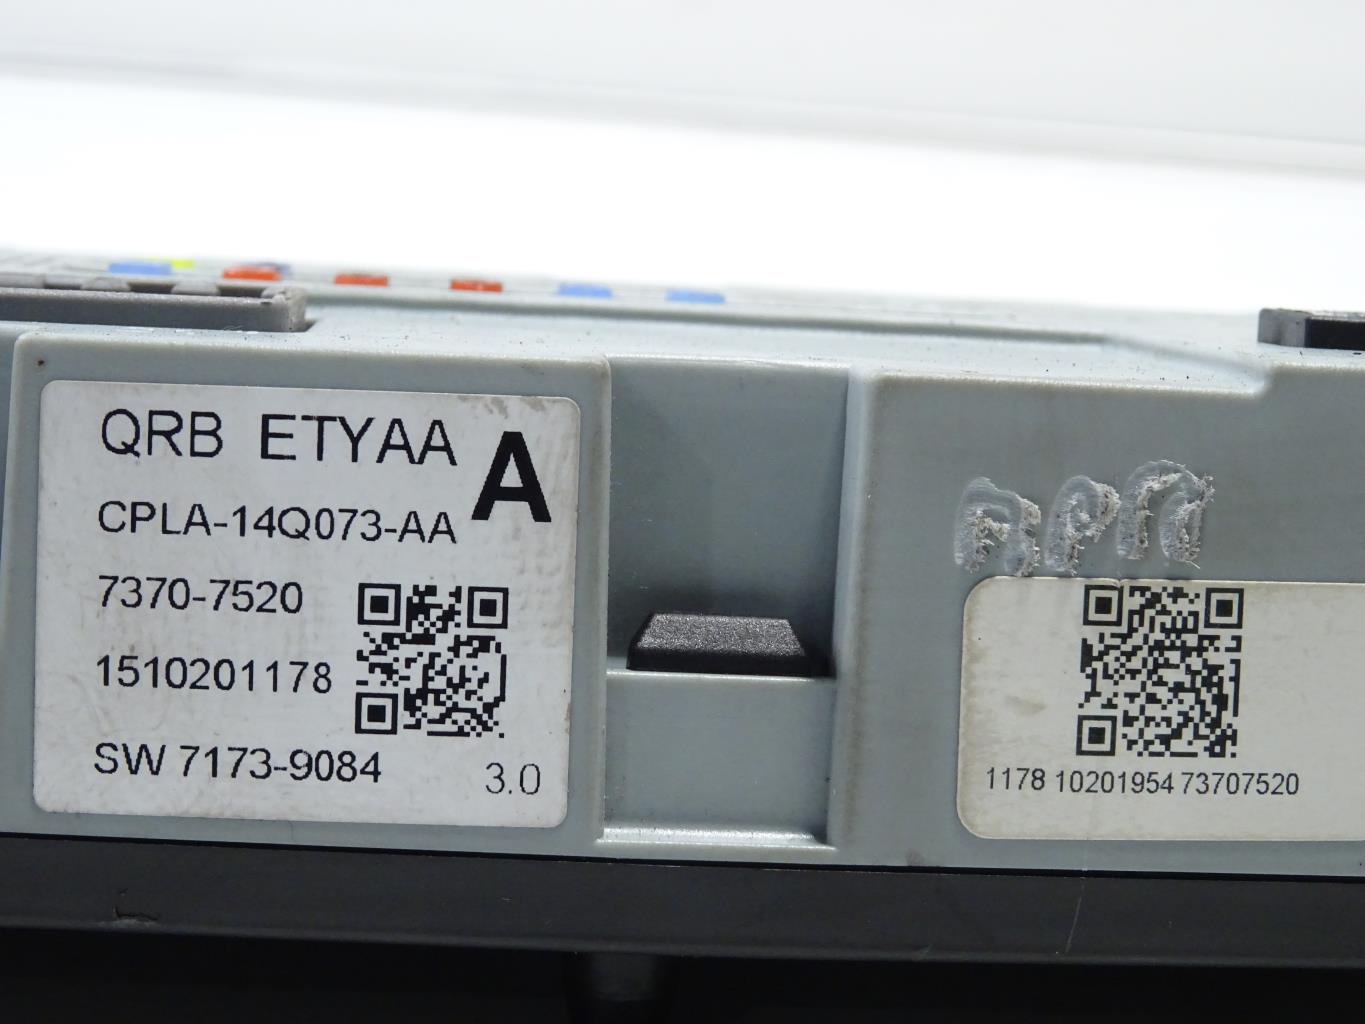 QRB ETYAA A
CPLA-14Q073-AA
7370-7520
1510201178
SW 7173-9084
3.0
1178 10201954 73707520